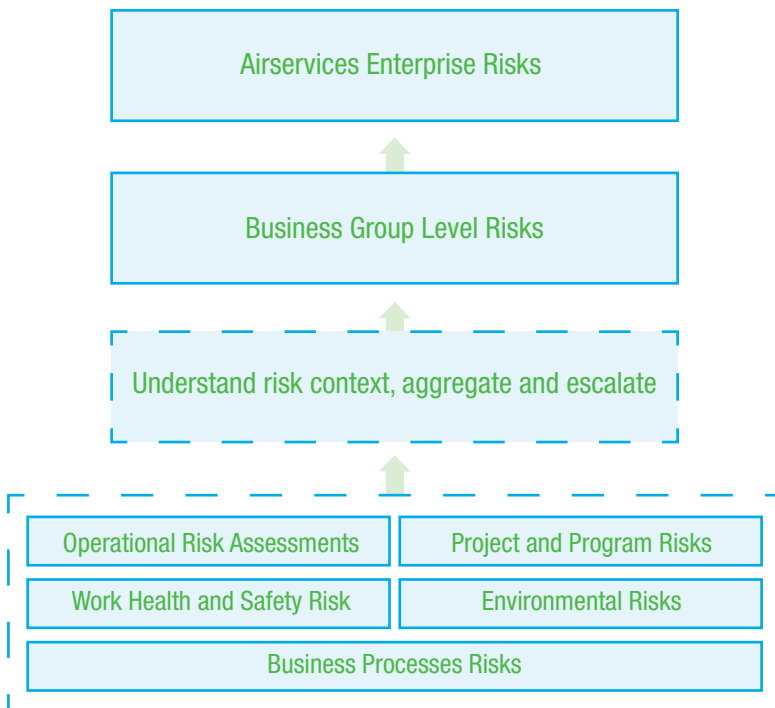 Airservices Enterprise Risks
Business Group Level Risks
Understand risk context, aggregate and escalate
Operational Risk Assessments
Project and Program Risks
Work Health and Safety Risk
Environmental Risks
Business Processes Risks